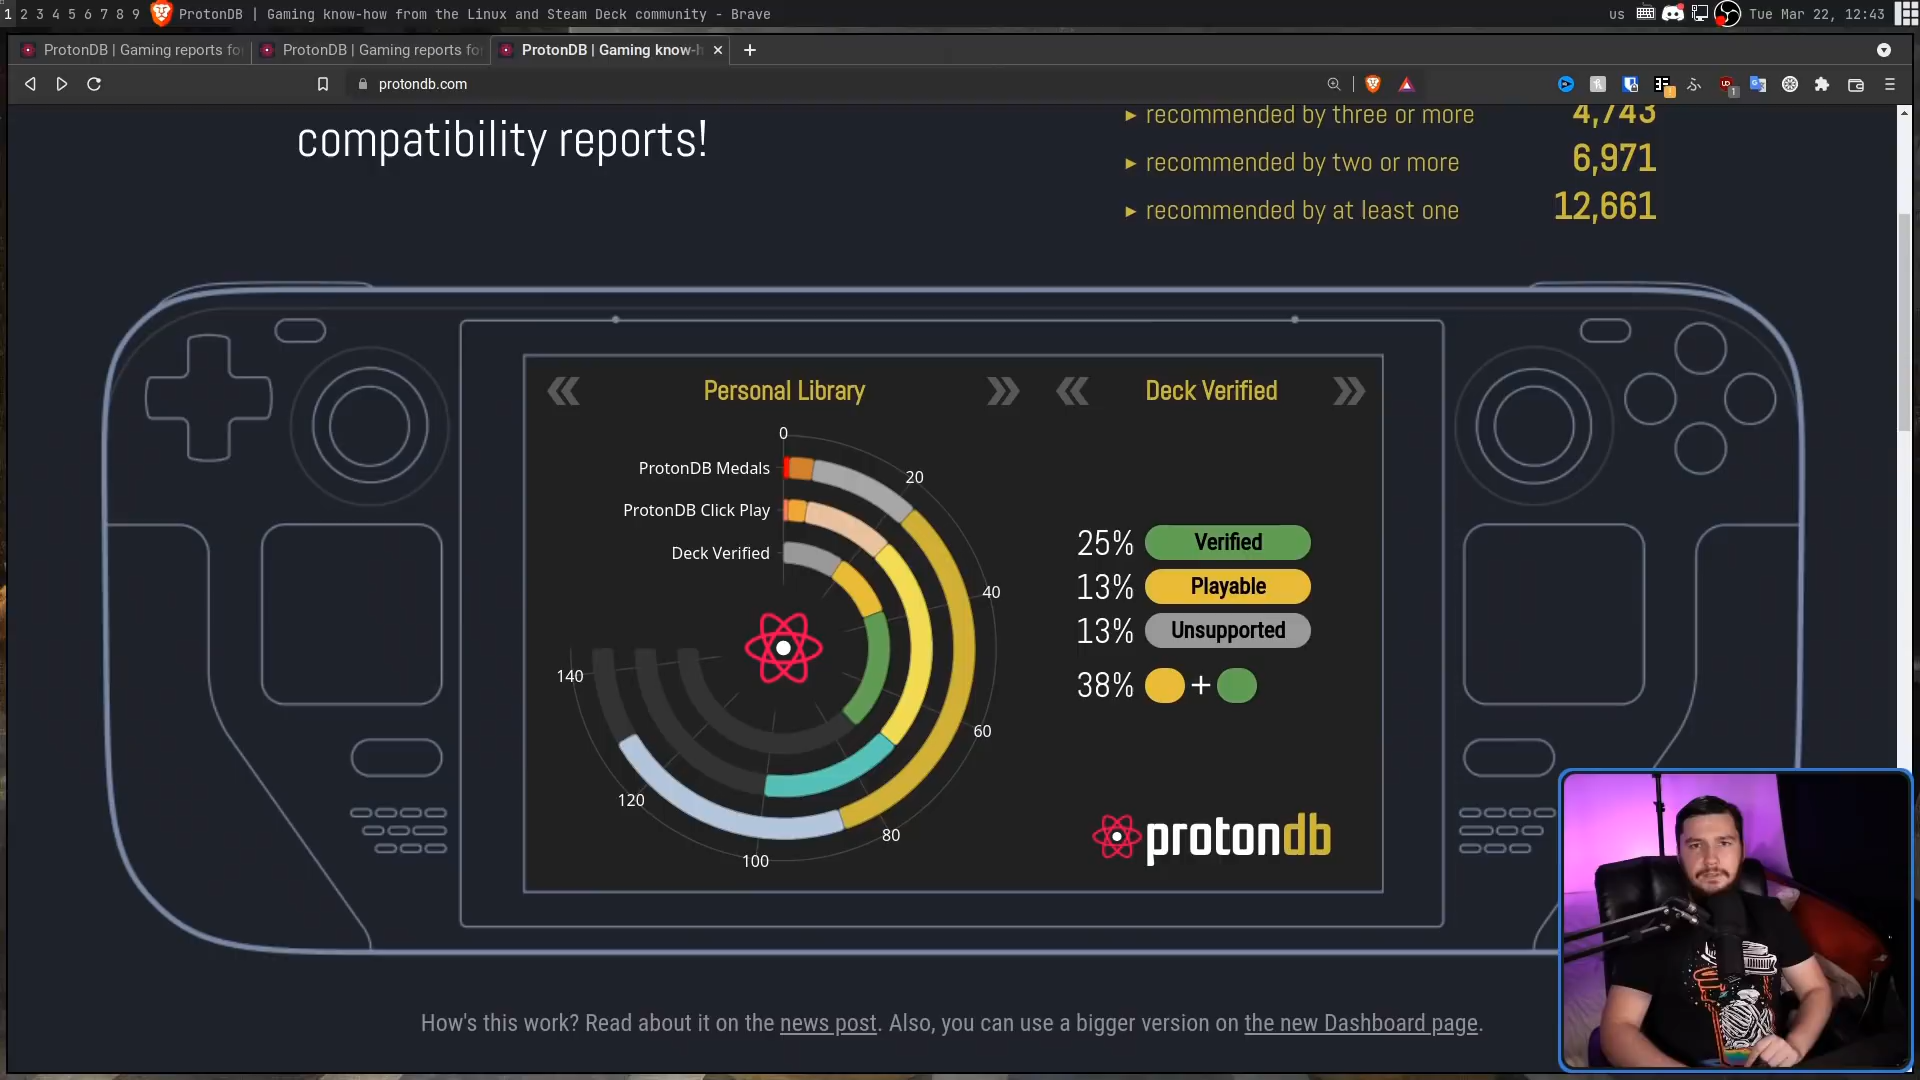 1 2 3 4 5 6 7 8 9 ProtonDB | Gaming know-how from the Linux and Steam Deck community - Brave
us Tue Mar 22, 12:43
ProtonDB | Gaming reports fo
ProtonDB | Gaming reports fo
ProtonDB | Gaming know-h
protondb.com
compatibility reports!
recommended by three or more 4,743
recommended by two or more 6,971
recommended by at least one 12,661
Personal Library
Deck Verified
0
ProtonDB Medals
20
ProtonDB Click Play
Deck Verified
40
60
80
100
120
140
25% Verified
13% Playable
13% Unsupported
38% +
protondb
How's this work? Read about it on the news post. Also, you can use a bigger version on the new Dashboard page.